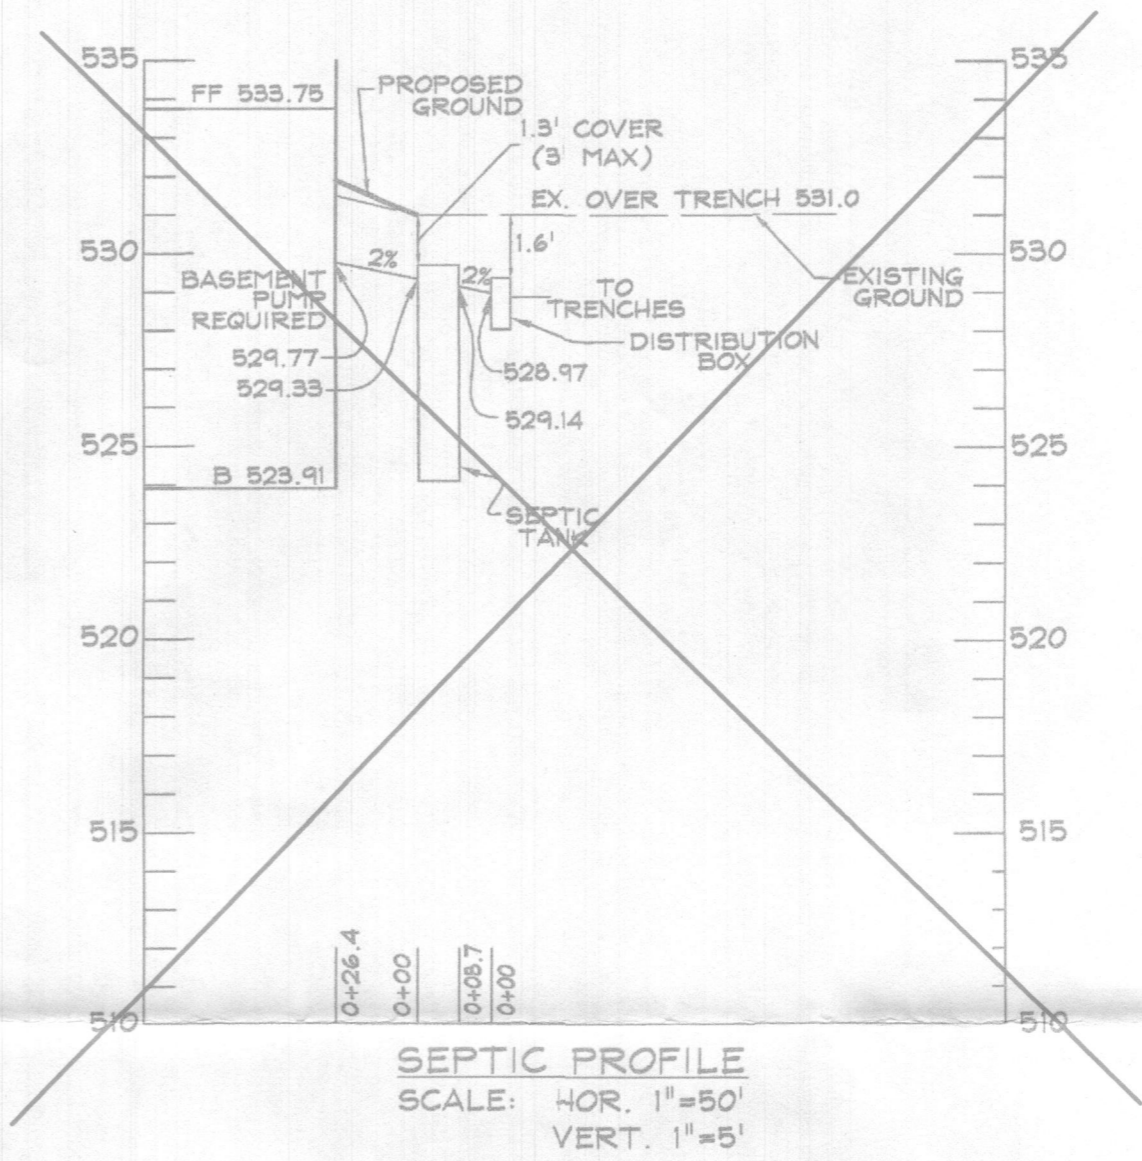 535
535
FF 533.75
PROPOSED
GROUND
1.3' COVER
(3' MAX)
EX. OVER TRENCH 531.0
530
530
1.6'
2%
2%
BASEMENT
PUMP
REQUIRED
TO
TRENCHES
EXISTING
GROUND
DISTRIBUTION
BOX
529.77
529.33
528.97
529.14
525
525
B 523.91
SEPTIC
TANK
520
520
515
515
0+26.4
0+00
0+08.7
0+00
510
510
SEPTIC PROFILE
SCALE: HOR. 1"=50'
VERT. 1"=5'